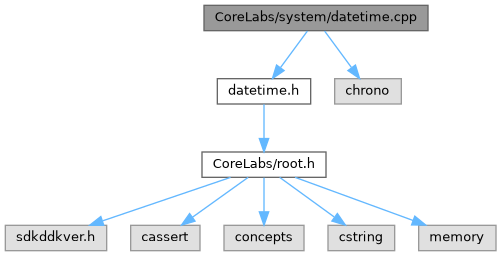 CoreLabs/system/datetime.cpp
datetime.h
chrono
CoreLabs/root.h
sdkddkver.h
cassert
concepts
cstring
memory